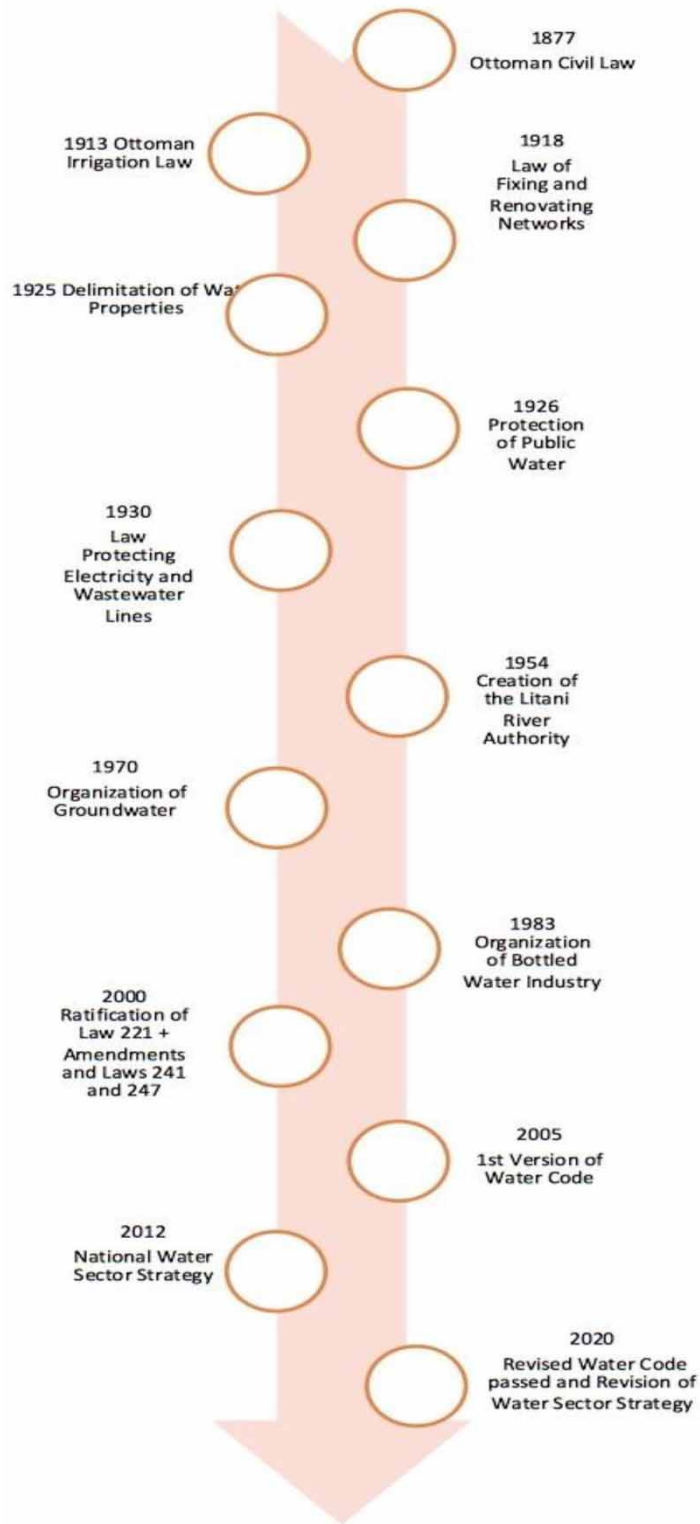 1877
Ottoman Civil Law
1913 Ottoman
Irrigation Law
1918
Law of
Fixing and
Renovating
Networks
1925 Delimitation of
Properties
1926
Protection
of Public
Water
1930
Law
Protecting
Electricity and
Wastewater
Lines
1954
Creation of
the Litani
River
Authority
1970
Organization of
Groundwater
1983
Organization
of Bottled
Water Industry
2000
Ratification of
Law 221 +
Amendments
and Laws 241
and 247
2005
1st Version of
Water Code
2012
National Water
Sector Strategy
2020
Revised Water Code
passed and Revision of
Water Sector Strategy